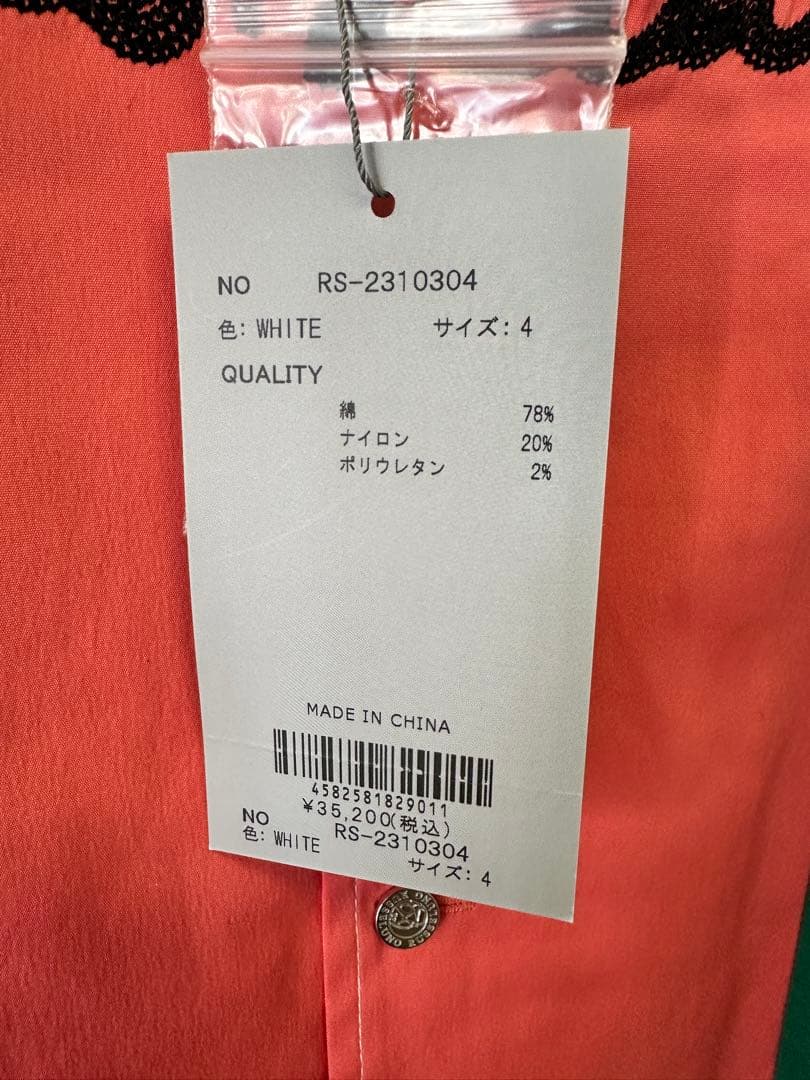 NO RS-2310304
色: WHITE サイズ: 4
QUALITY
綿 78%
ナイロン 20%
ポリウレタン 2%
MADE IN CHINA
4582581829011
¥35,200(税込)
NO RS-2310304
色: WHITE サイズ: 4
RUSSELUNO RUSSELUNO